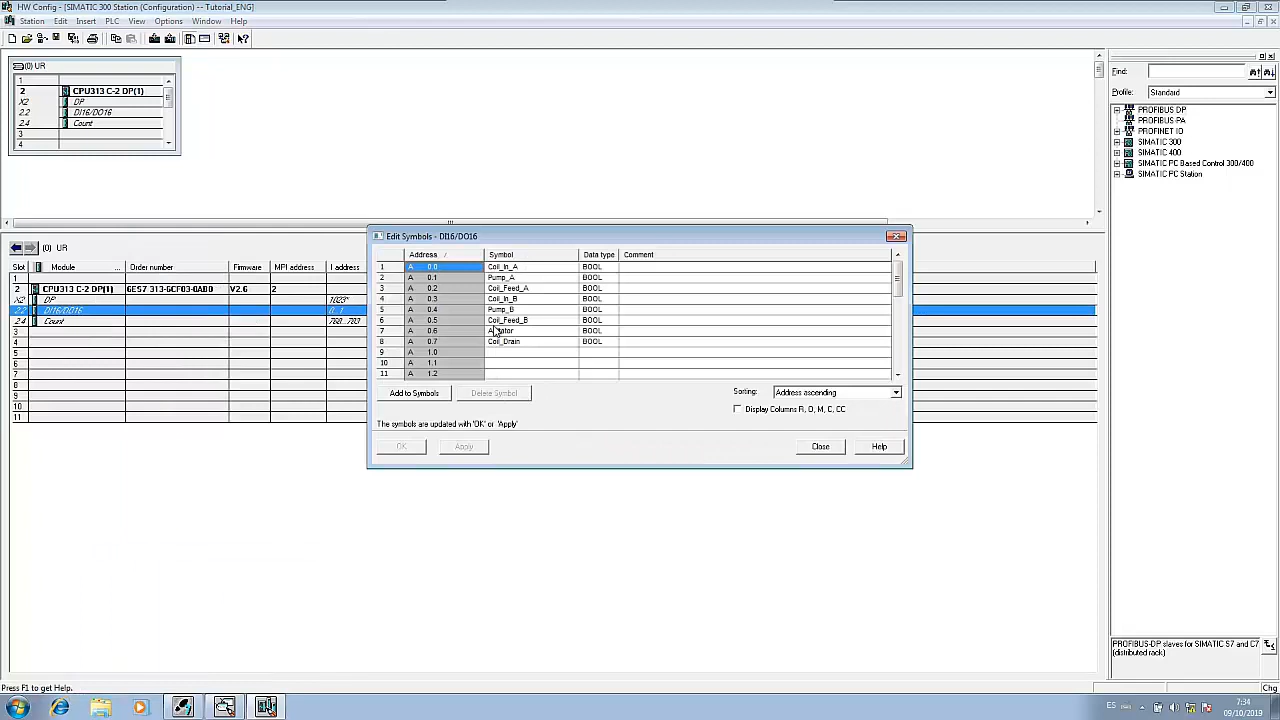 HW Config - [SIMATIC 300 Station (Configuration) -- Tutorial_ENG]
Station Edit Insert PLC View Options Window Help
(0) UR
1
2 CPU313 C-2 DP(1)
X2 DP
2.2 DI16/DO16
2.4 Count
3
4
Find:
Profile: Standard
PROFIBUS DP
PROFIBUS PA
PROFINET IO
SIMATIC 300
SIMATIC 400
SIMATIC PC Based Control 300/400
SIMATIC PC Station
(0) UR
Slot Module ... Order number Firmware MPI address I address
1
2 CPU313 C-2 DP(1) 6ES7 313-6CF03-0AB0 V2.6 2
X2 DP 1023*
2.2 DI16/DO16 0...1
2.4 Count 768...783
3
4
5
6
7
8
9
10
11
Edit Symbols - DI16/DO16
Address / Symbol Data type Comment
1 A 0.0 Coil_In_A BOOL
2 A 0.1 Pump_A BOOL
3 A 0.2 Coil_Feed_A BOOL
4 A 0.3 Coil_In_B BOOL
5 A 0.4 Pump_B BOOL
6 A 0.5 Coil_Feed_B BOOL
7 A 0.6 BOOL
8 A 0.7 Coil_Drain BOOL
9 A 1.0
10 A 1.1
11 A 1.2
Add to Symbols Delete Symbol Sorting: Address ascending
Display Columns R, O, M, C, CC
The symbols are updated with 'OK' or 'Apply'
OK Apply Close Help
PROFIBUS-DP slaves for SIMATIC S7 and C7
(distributed rack)
Press F1 to get Help. Chg
ES 7:34
09/10/2019